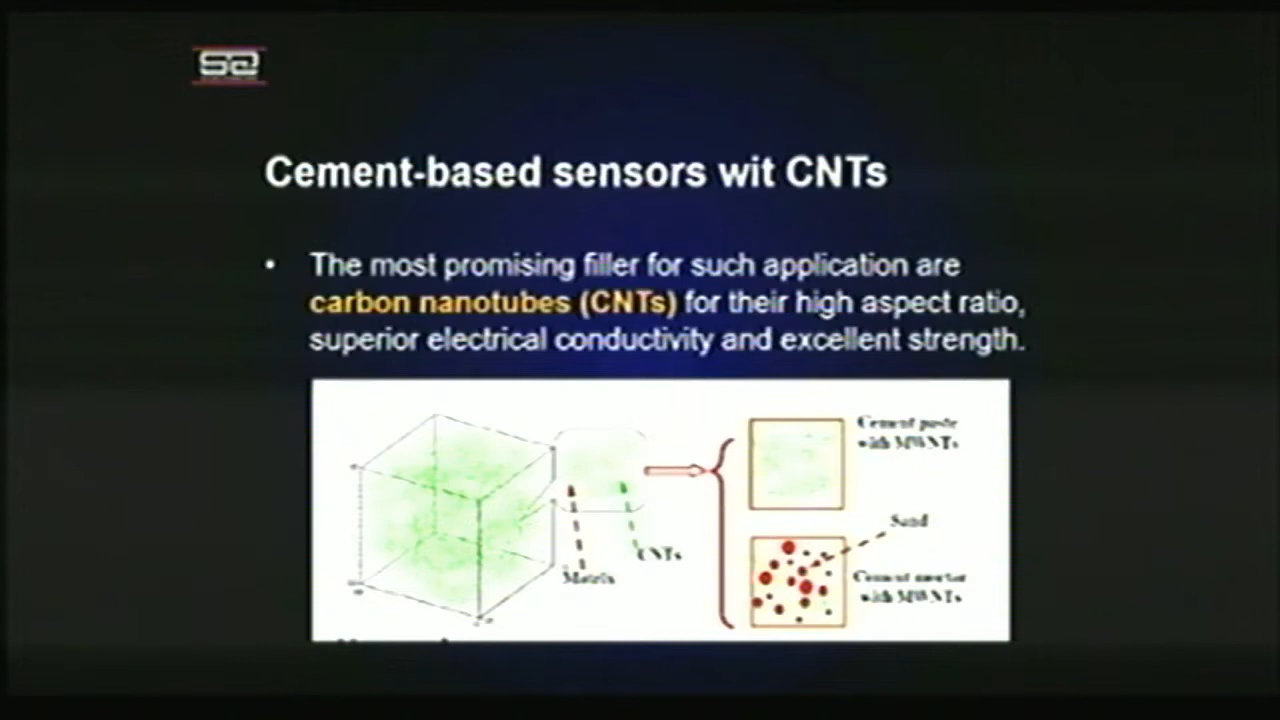 Cement-based sensors wit CNTs
• The most promising filler for such application are
carbon nanotubes (CNTs) for their high aspect ratio,
superior electrical conductivity and excellent strength.
Cement paste
with MWNTs
Sand
CNTs
Matrix
Cement mortar
with MWNTs